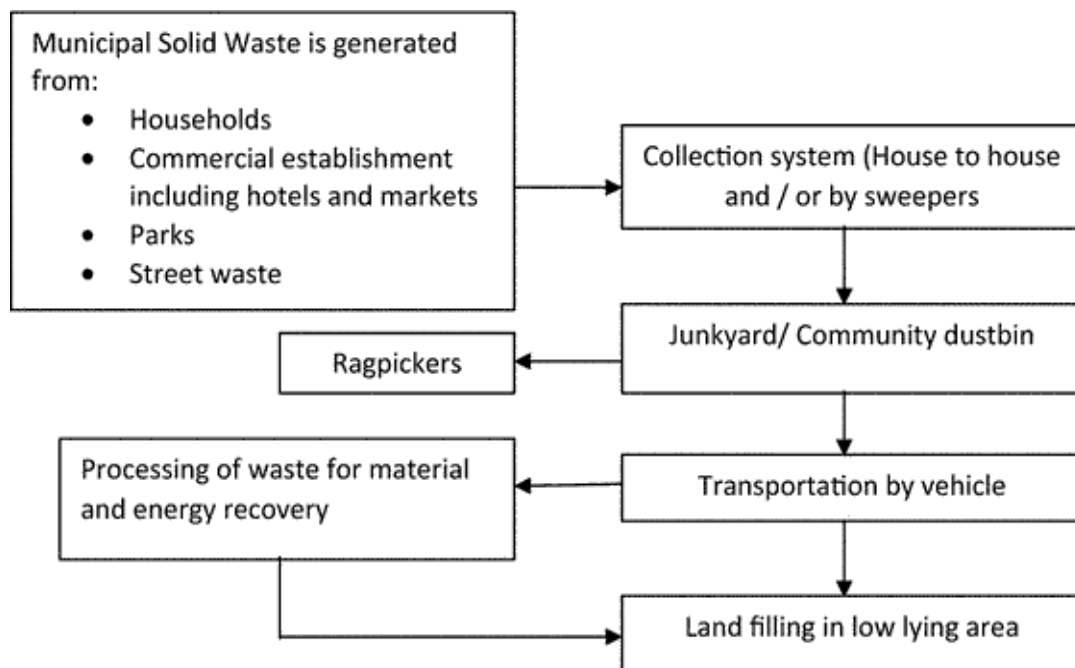 Municipal Solid Waste is generated
from:
• Households
• Commercial establishment
including hotels and markets
• Parks
• Street waste
Collection system (House to house
and / or by sweepers
Junkyard/ Community dustbin
Ragpickers
Transportation by vehicle
Processing of waste for material
and energy recovery
Land filling in low lying area